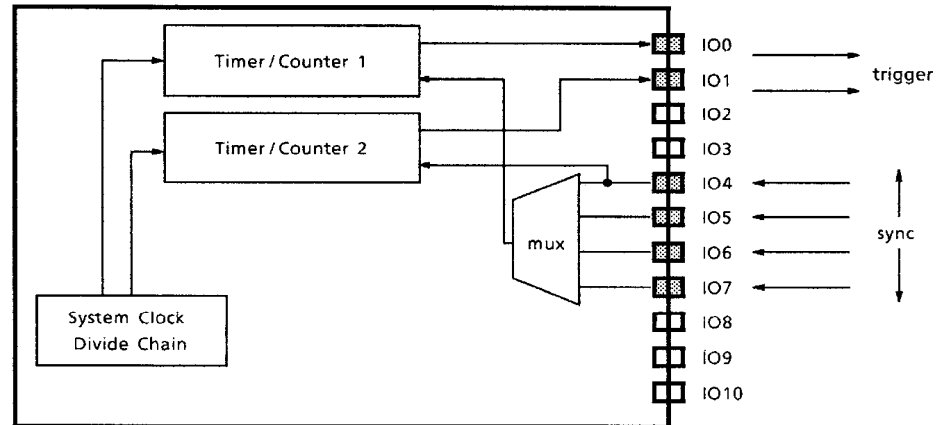 Timer/Counter 1
Timer/Counter 2
System Clock
Divide Chain
mux
IO0
IO1
IO2
IO3
IO4
IO5
IO6
IO7
IO8
IO9
IO10
trigger
sync